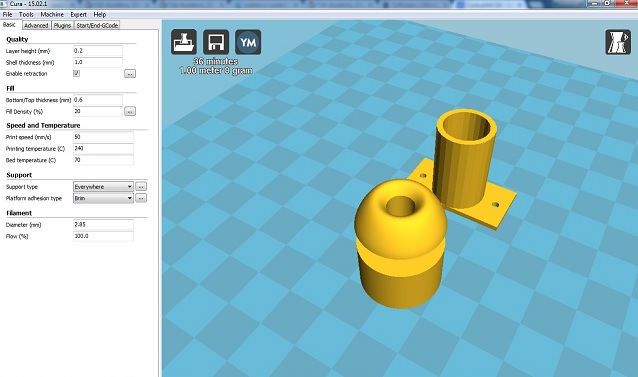 Cura - 15.02.1
File Tools Machine Expert Help
Basic Advanced Plugins Start/End-GCode
Quality
Layer height (mm) 0.2
Shell thickness (mm) 1.0
Enable retraction ...
Fill
Bottom/Top thickness (mm) 0.6
Fill Density (%) 20 ...
Speed and Temperature
Print speed (mm/s) 50
Printing temperature (C) 240
Bed temperature (C) 70
Support
Support type Everywhere ...
Platform adhesion type Brim ...
Filament
Diameter (mm) 2.85
Flow (%) 100.0
YM
36 minutes
1.00 meter 8 gram